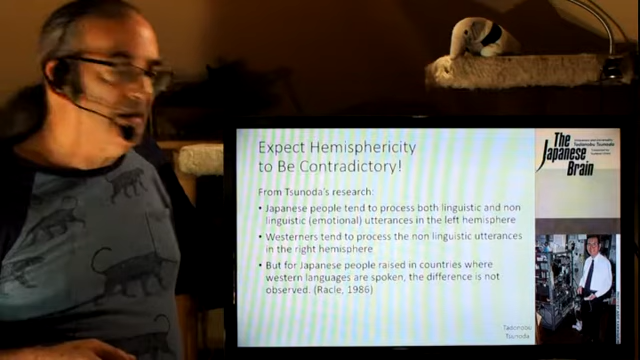 Expect Hemisphericity
to Be Contradictory!
From Tsunoda's research:
• Japanese people tend to process both linguistic and non
linguistic (emotional) utterances in the left hemisphere
• Westerners tend to process the non linguistic utterances
in the right hemisphere
• But for Japanese people raised in countries where
western languages are spoken, the difference is not
observed. (Racle, 1986)
Tadanobu
Tsunoda
The
Japanese
Brain
Tadanobu Tsunoda